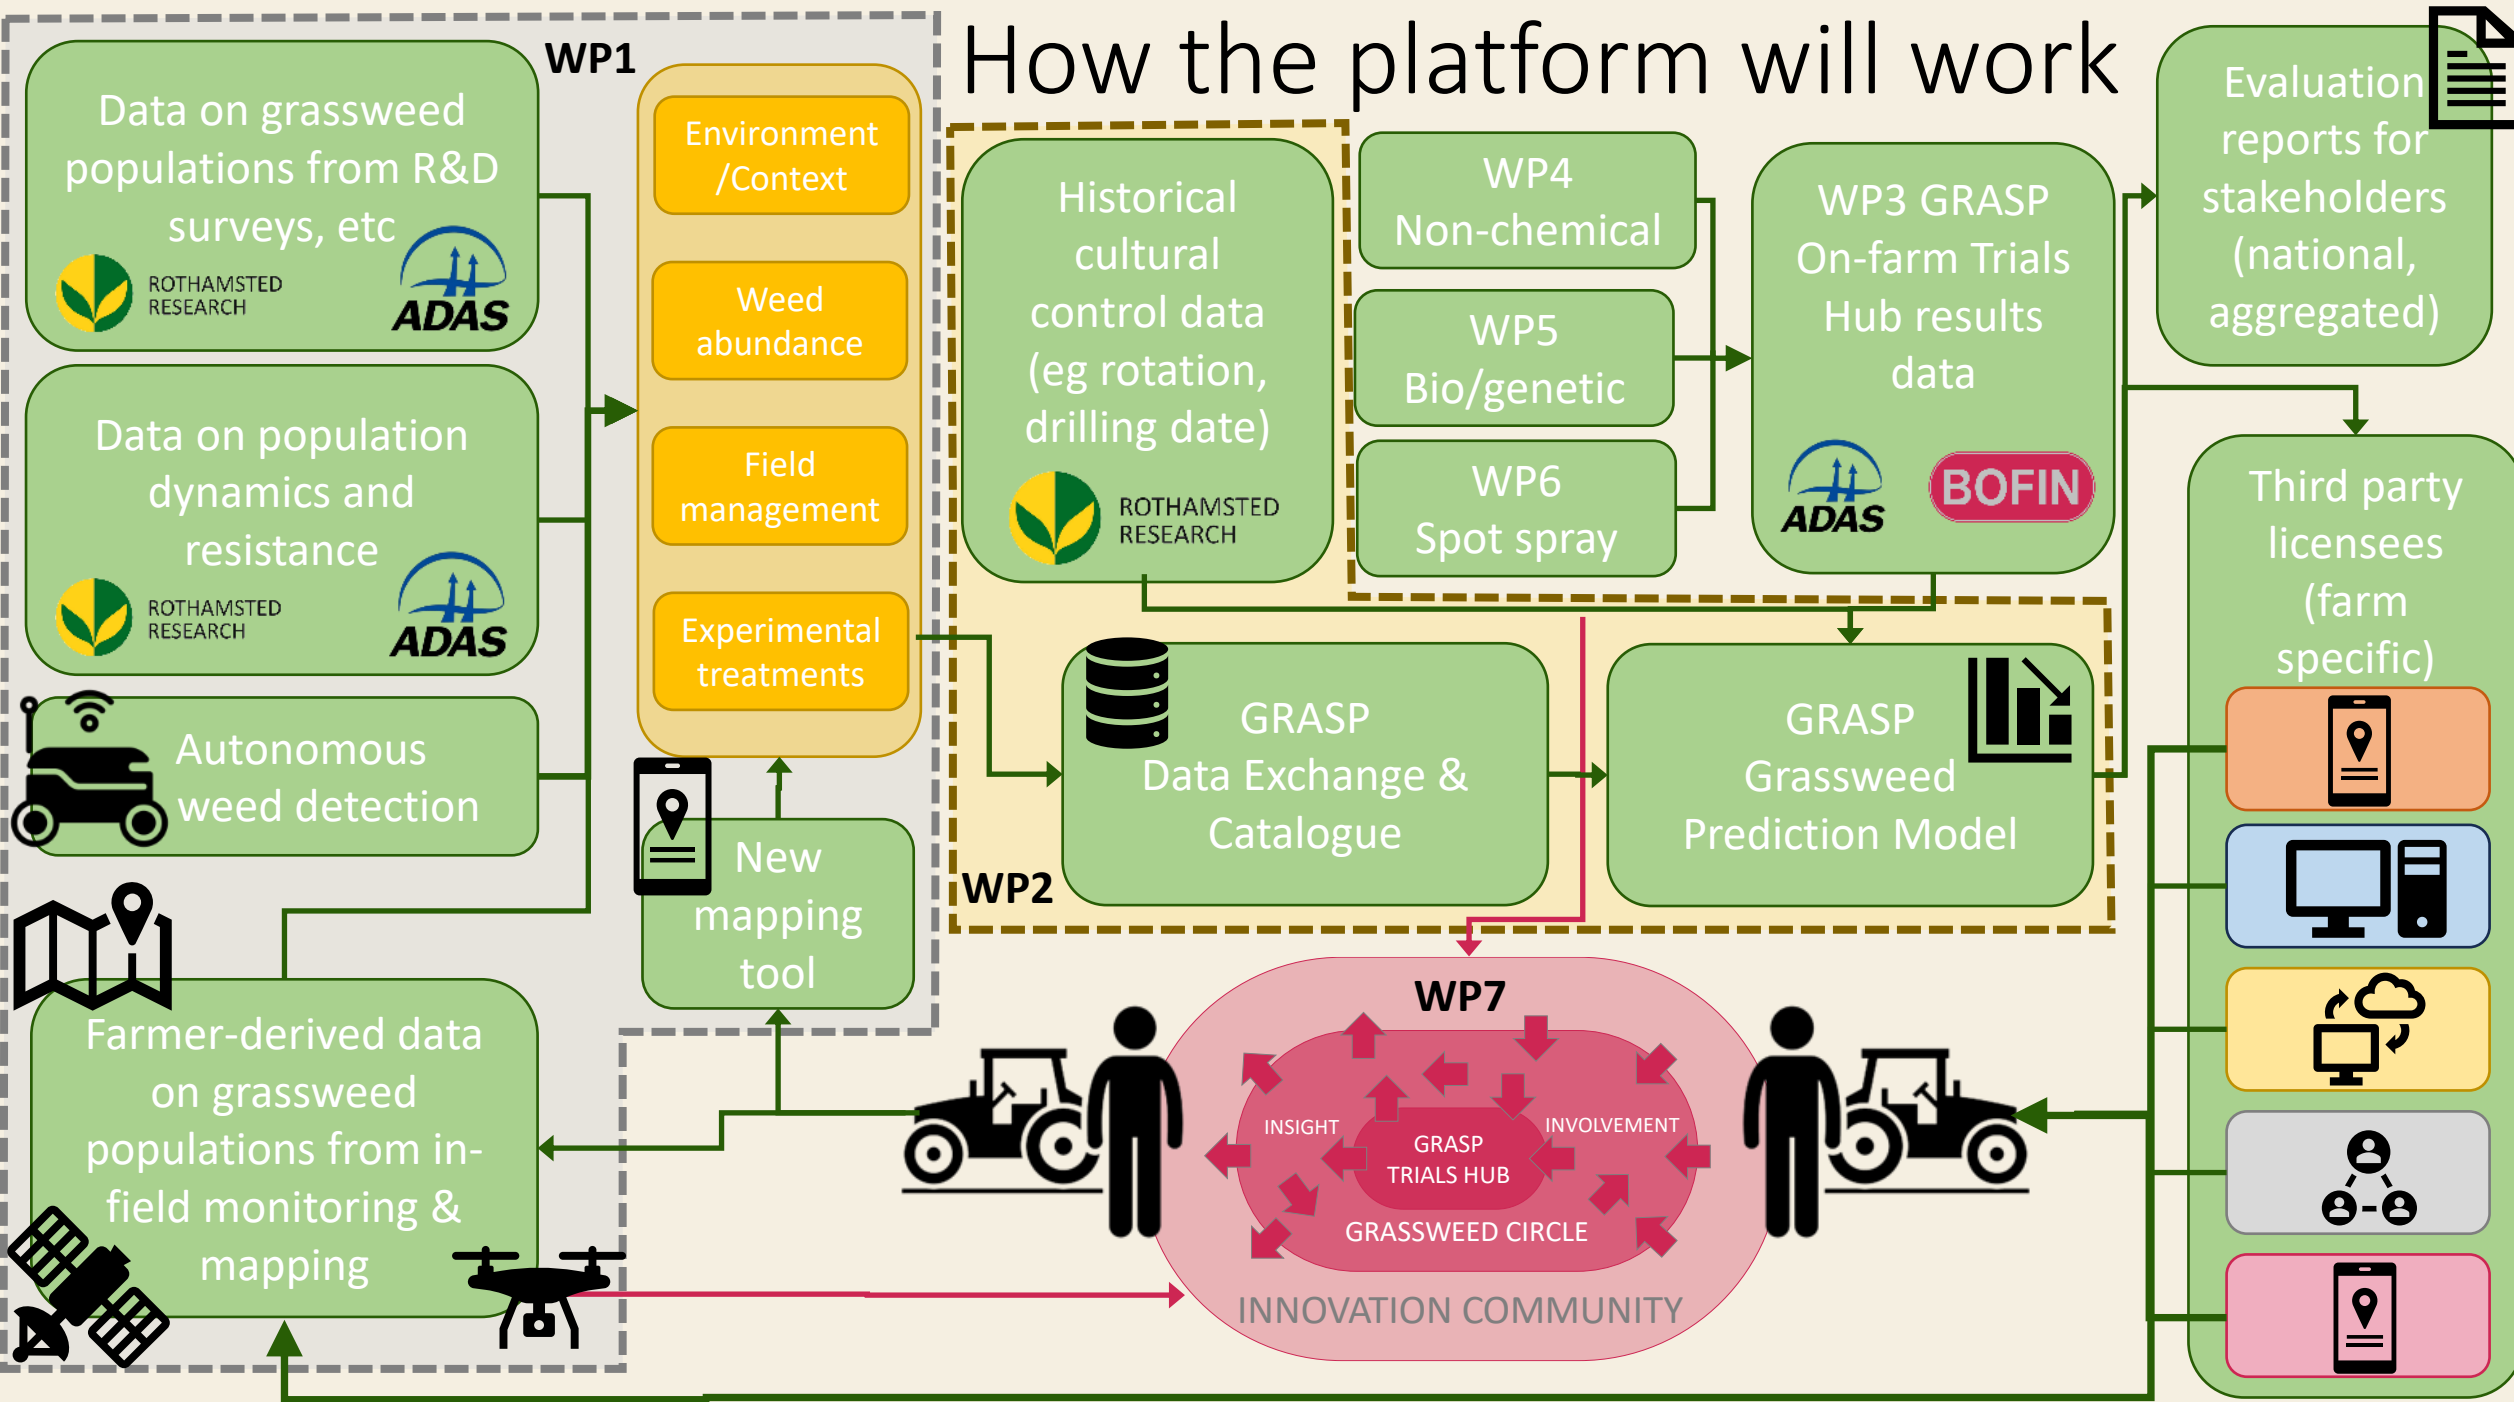 How the platform will work
WP1
Data on grassweed
populations from R&D
surveys, etc
ROTHAMSTED
RESEARCH
ADAS
Data on population
dynamics and
resistance
ROTHAMSTED
RESEARCH
ADAS
Autonomous
weed detection
Farmer-derived data
on grassweed
populations from in-
field monitoring &
mapping
Environment
/Context
Weed
abundance
Field
management
Experimental
treatments
New
mapping
tool
Historical
cultural
control data
(eg rotation,
drilling date)
ROTHAMSTED
RESEARCH
WP4
Non-chemical
WP5
Bio/genetic
WP6
Spot spray
WP3 GRASP
On-farm Trials
Hub results
data
ADAS
BOFIN
WP2
GRASP
Data Exchange &
Catalogue
GRASP
Grassweed
Prediction Model
Evaluation
reports for
stakeholders
(national,
aggregated)
Third party
licensees
(farm
specific)
WP7
INSIGHT
INVOLVEMENT
GRASP
TRIALS HUB
GRASSWEED CIRCLE
INNOVATION COMMUNITY